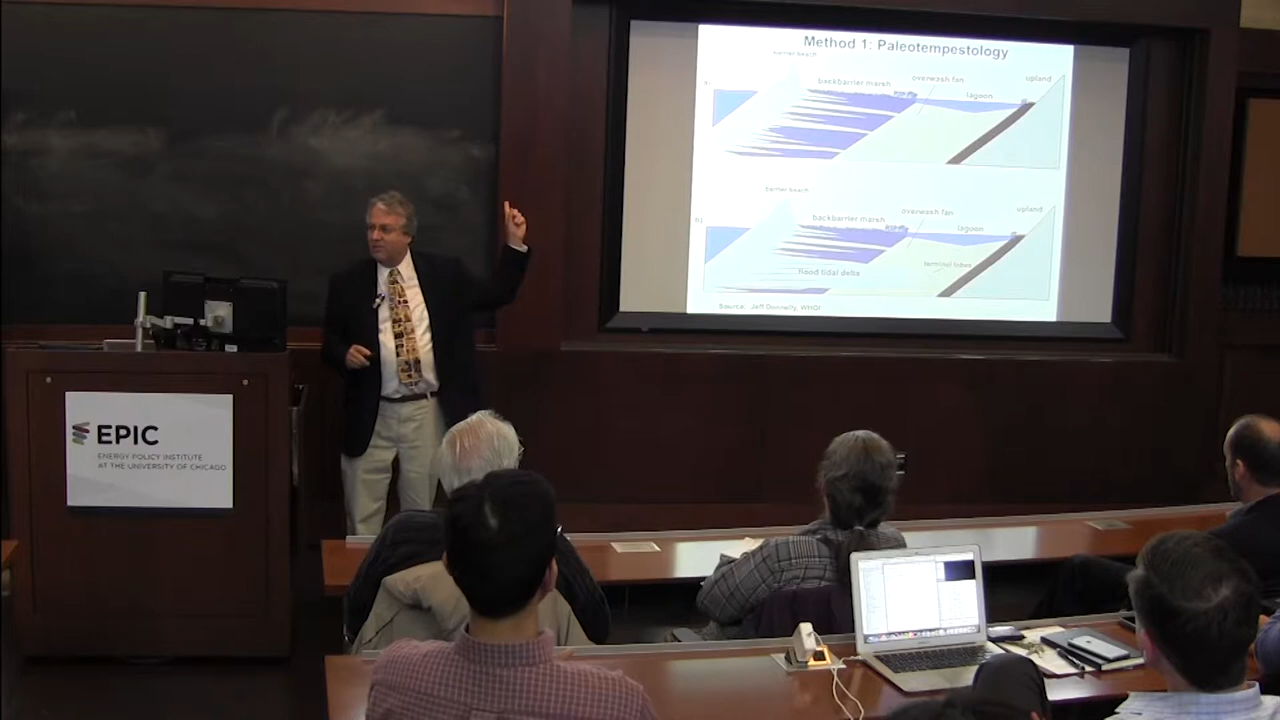 Method 1: Paleotempestology
barrier beach
backbarrier marsh
overwash fan
lagoon
upland
a)
barrier beach
backbarrier marsh
overwash fan
lagoon
upland
b)
flood tidal delta
terminal lobes
Source: Jeff Donnelly, WHOI
EPIC
ENERGY POLICY INSTITUTE
AT THE UNIVERSITY OF CHICAGO